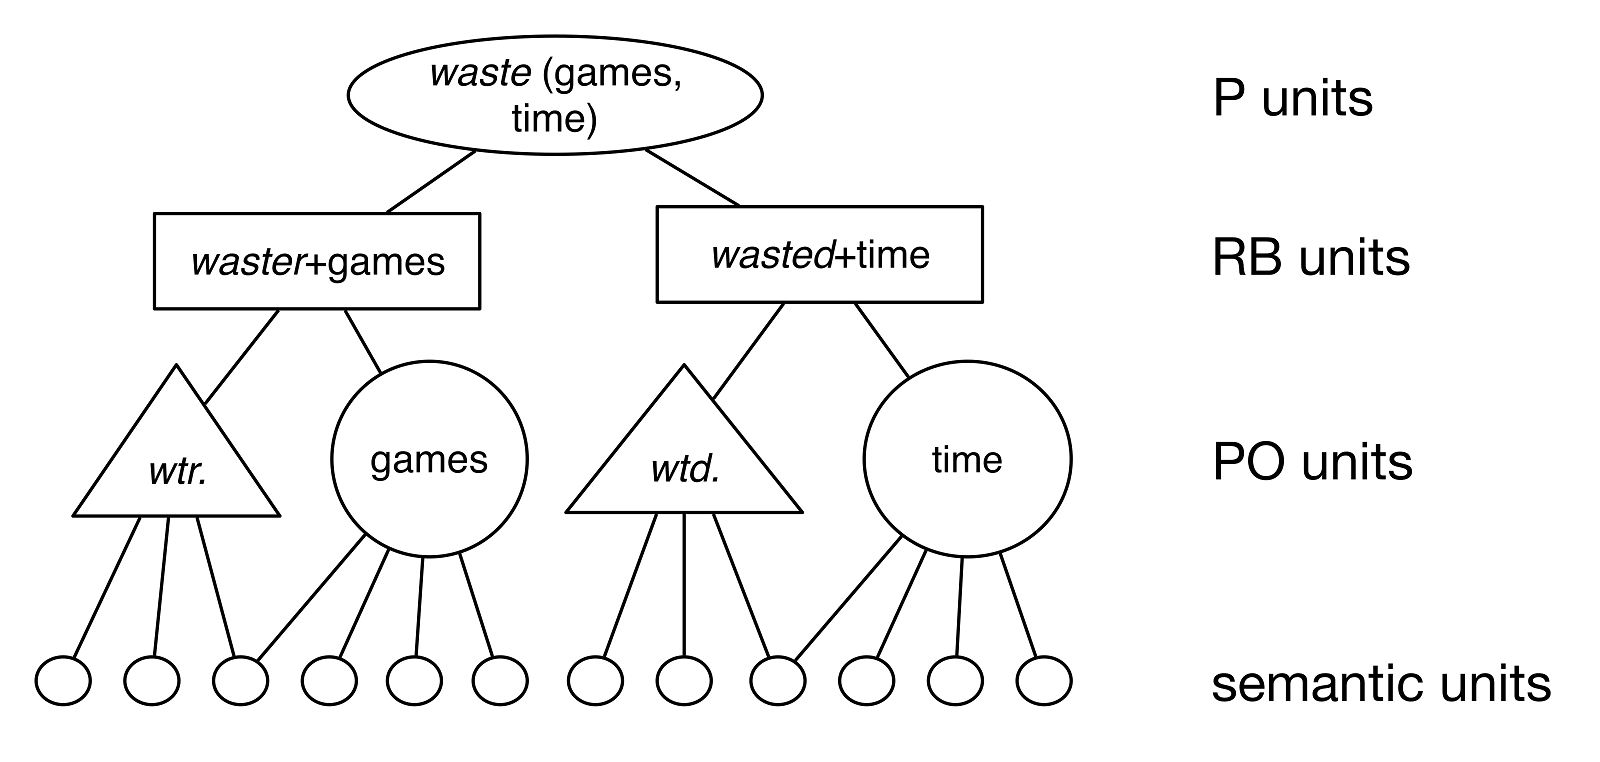 waste (games,
time)
P units
waster+games
wasted+time
RB units
wtr.
games
wtd.
time
PO units
semantic units